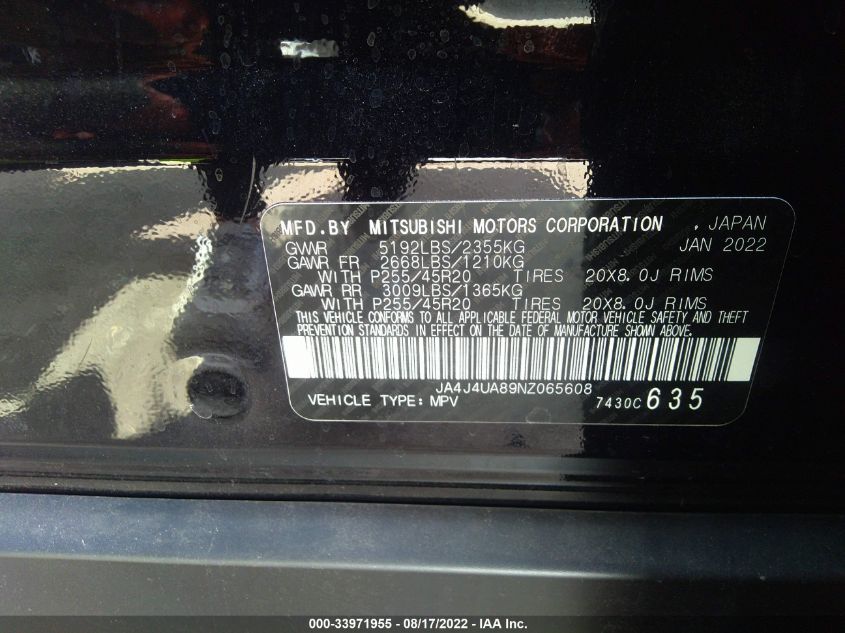 MFD.BY MITSUBISHI MOTORS CORPORATION , JAPAN
GVWR 5192LBS/2355KG JAN 2022
GAWR FR 2668LBS/1210KG
WITH P255/45R20 TIRES 20X8.0J RIMS
GAWR RR 3009LBS/1365KG
WITH P255/45R20 TIRES 20X8.0J RIMS
THIS VEHICLE CONFORMS TO ALL APPLICABLE FEDERAL MOTOR VEHICLE SAFETY AND THEFT
PREVENTION STANDARDS IN EFFECT ON THE DATE OF MANUFACTURE SHOWN ABOVE.
JA4J4UA89NZ065608
VEHICLE TYPE: MPV 7430C 635
000-33971955 - 08/17/2022 - IAA Inc.